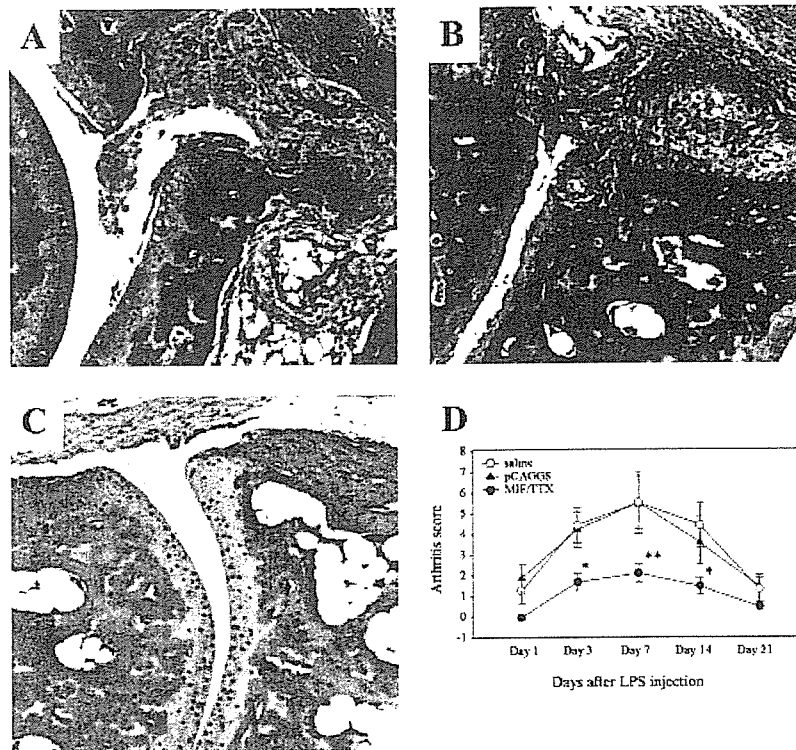 A
B
C
D
saline
pCAGGS
MIF/TTX
Arthritis score
8
7
6
5
4
3
2
1
0
-1
*
**
*
Day 1
Day 3
Day 7
Day 14
Day 21
Days after LPS injection